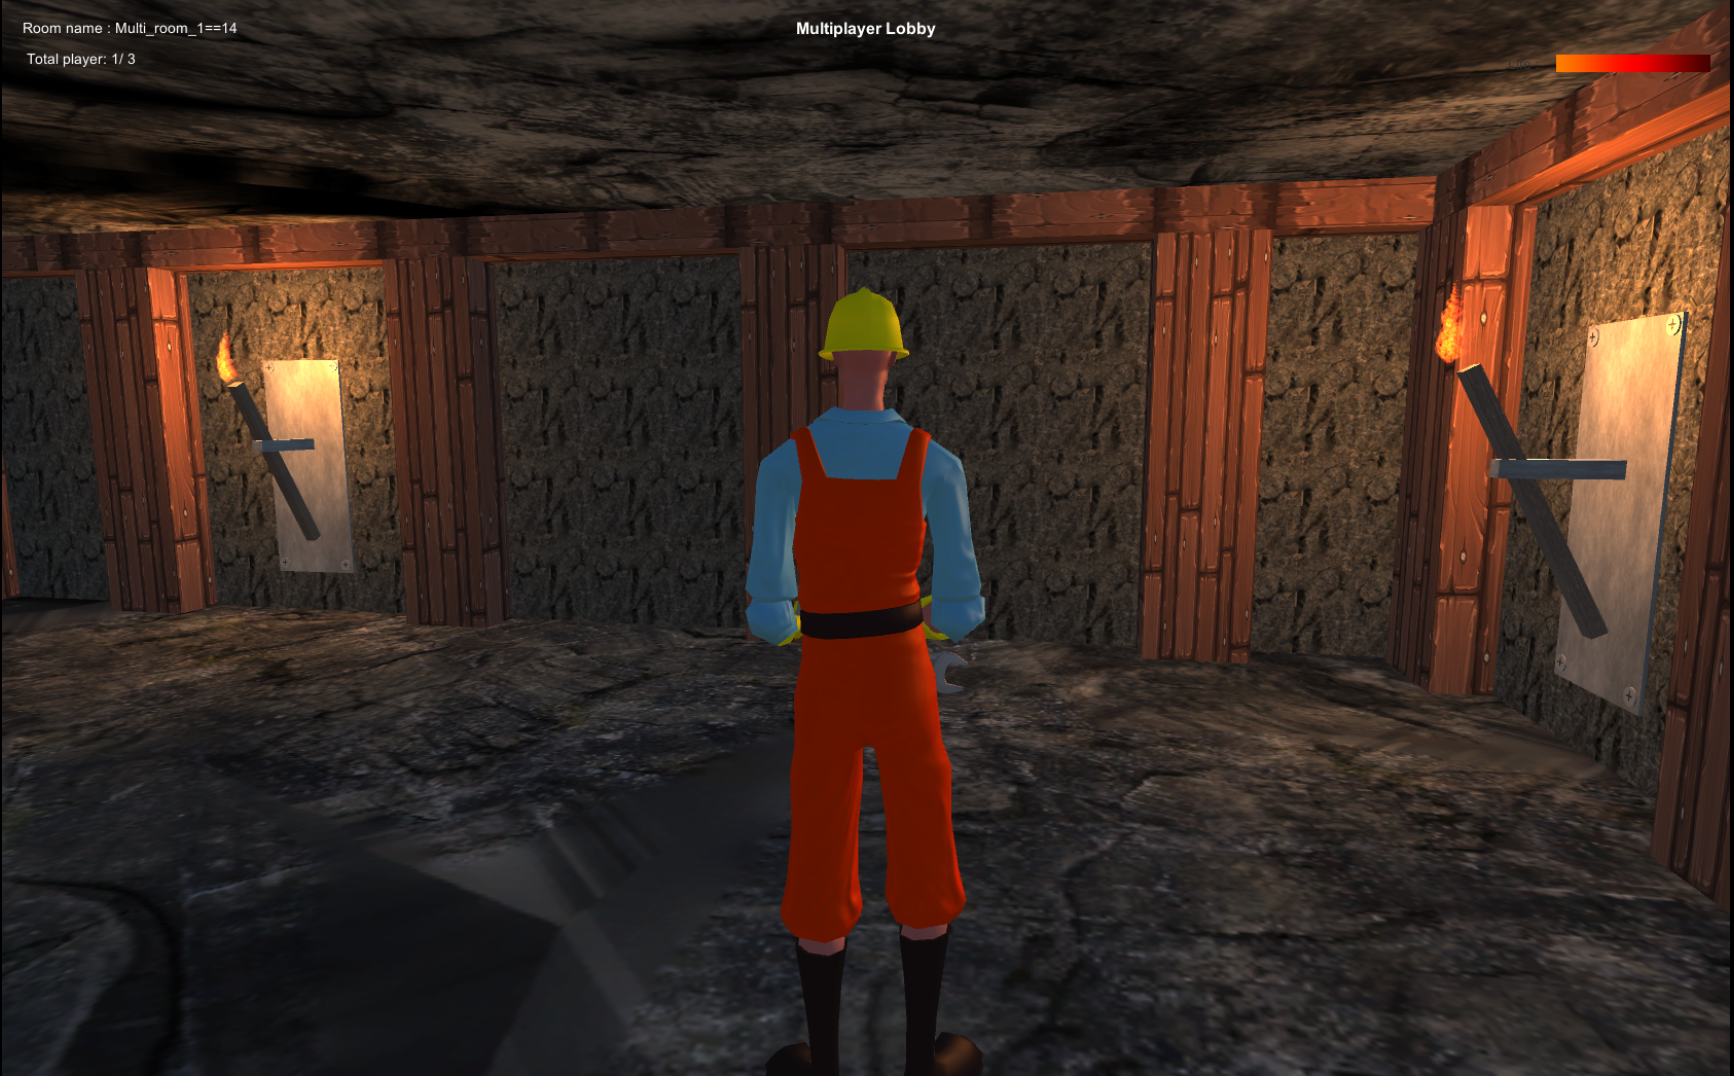 Room name : Multi_room_1==14
Multiplayer Lobby
Total player: 1/ 3